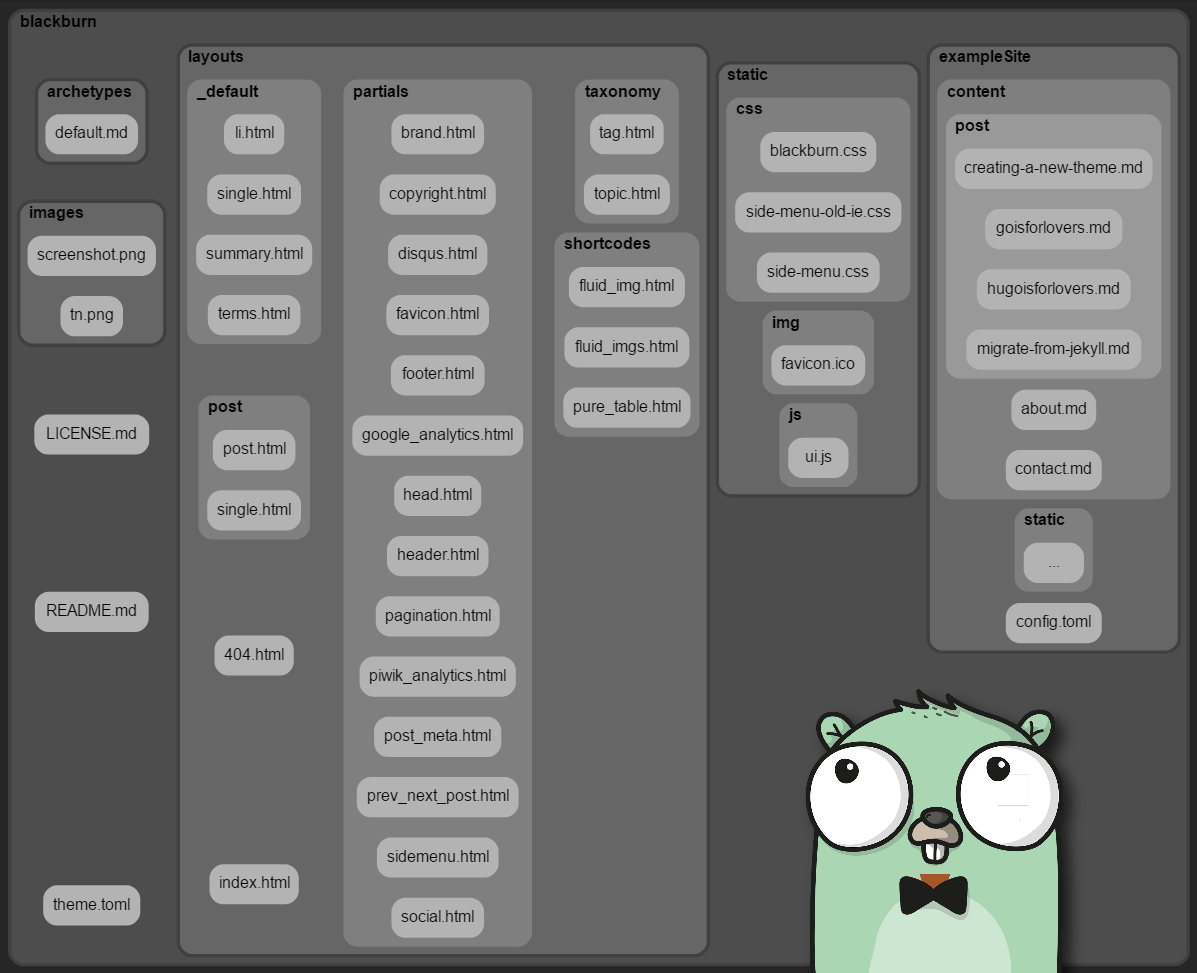 blackburn
archetypes
default.md
images
screenshot.png
tn.png
LICENSE.md
README.md
theme.toml
layouts
_default
li.html
single.html
summary.html
terms.html
post
post.html
single.html
404.html
index.html
partials
brand.html
copyright.html
disqus.html
favicon.html
footer.html
google_analytics.html
head.html
header.html
pagination.html
piwik_analytics.html
post_meta.html
prev_next_post.html
sidemenu.html
social.html
taxonomy
tag.html
topic.html
shortcodes
fluid_img.html
fluid_imgs.html
pure_table.html
static
css
blackburn.css
side-menu-old-ie.css
side-menu.css
img
favicon.ico
js
ui.js
exampleSite
content
post
creating-a-new-theme.md
goisforlovers.md
hugoisforlovers.md
migrate-from-jekyll.md
about.md
contact.md
static
...
config.toml